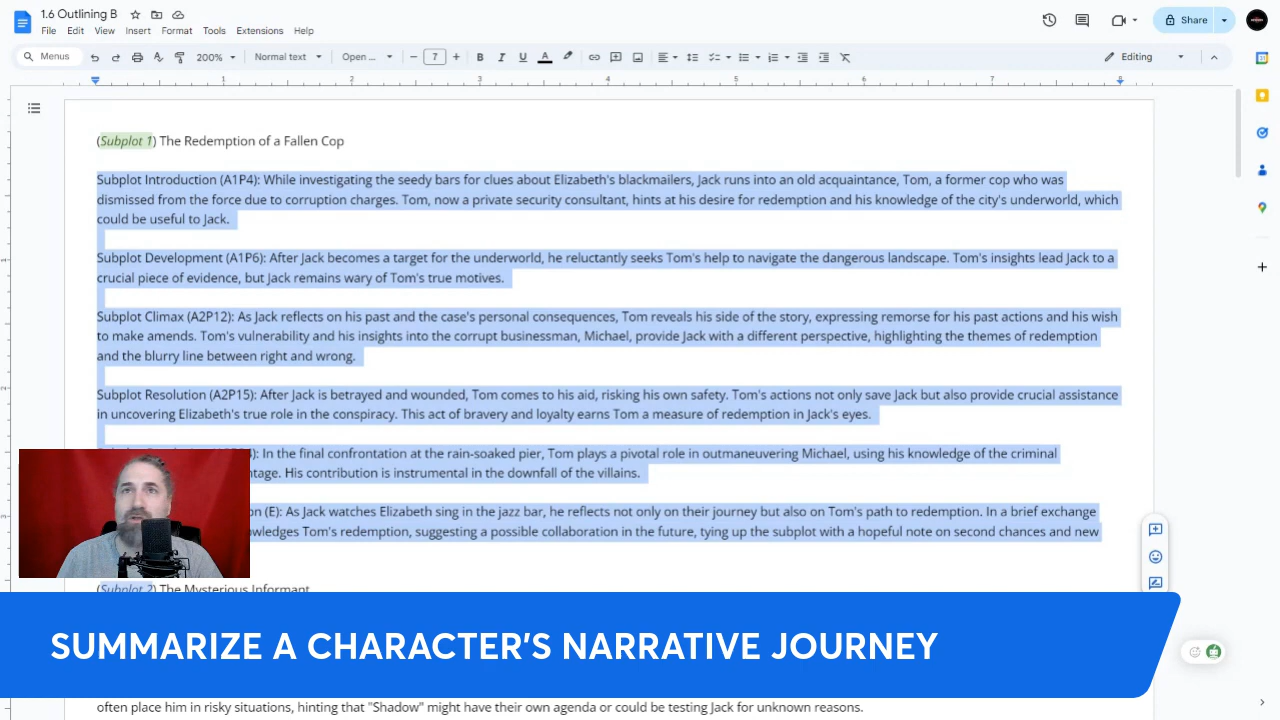 1.6 Outlining B
File Edit View Insert Format Tools Extensions Help
Share
Menus 200% Normal text Open ... 7 Editing
1 2 3 4 5 6 7 8
(Subplot 1) The Redemption of a Fallen Cop
Subplot Introduction (A1P4): While investigating the seedy bars for clues about Elizabeth's blackmailers, Jack runs into an old acquaintance, Tom, a former cop who was
dismissed from the force due to corruption charges. Tom, now a private security consultant, hints at his desire for redemption and his knowledge of the city's underworld, which
could be useful to Jack.
Subplot Development (A1P6): After Jack becomes a target for the underworld, he reluctantly seeks Tom's help to navigate the dangerous landscape. Tom's insights lead Jack to a
crucial piece of evidence, but Jack remains wary of Tom's true motives.
Subplot Climax (A2P12): As Jack reflects on his past and the case's personal consequences, Tom reveals his side of the story, expressing remorse for his past actions and his wish
to make amends. Tom's vulnerability and his insights into the corrupt businessman, Michael, provide Jack with a different perspective, highlighting the themes of redemption
and the blurry line between right and wrong.
Subplot Resolution (A2P15): After Jack is betrayed and wounded, Tom comes to his aid, risking his own safety. Tom's actions not only save Jack but also provide crucial assistance
in uncovering Elizabeth's true role in the conspiracy. This act of bravery and loyalty earns Tom a measure of redemption in Jack's eyes.
: In the final confrontation at the rain-soaked pier, Tom plays a pivotal role in outmaneuvering Michael, using his knowledge of the criminal
ntage. His contribution is instrumental in the downfall of the villains.
on (E): As Jack watches Elizabeth sing in the jazz bar, he reflects not only on their journey but also on Tom's path to redemption. In a brief exchange
wledges Tom's redemption, suggesting a possible collaboration in the future, tying up the subplot with a hopeful note on second chances and new
(Subplot 2) The Mysterious Informant
SUMMARIZE A CHARACTER'S NARRATIVE JOURNEY
often place him in risky situations, hinting that "Shadow" might have their own agenda or could be testing Jack for unknown reasons.